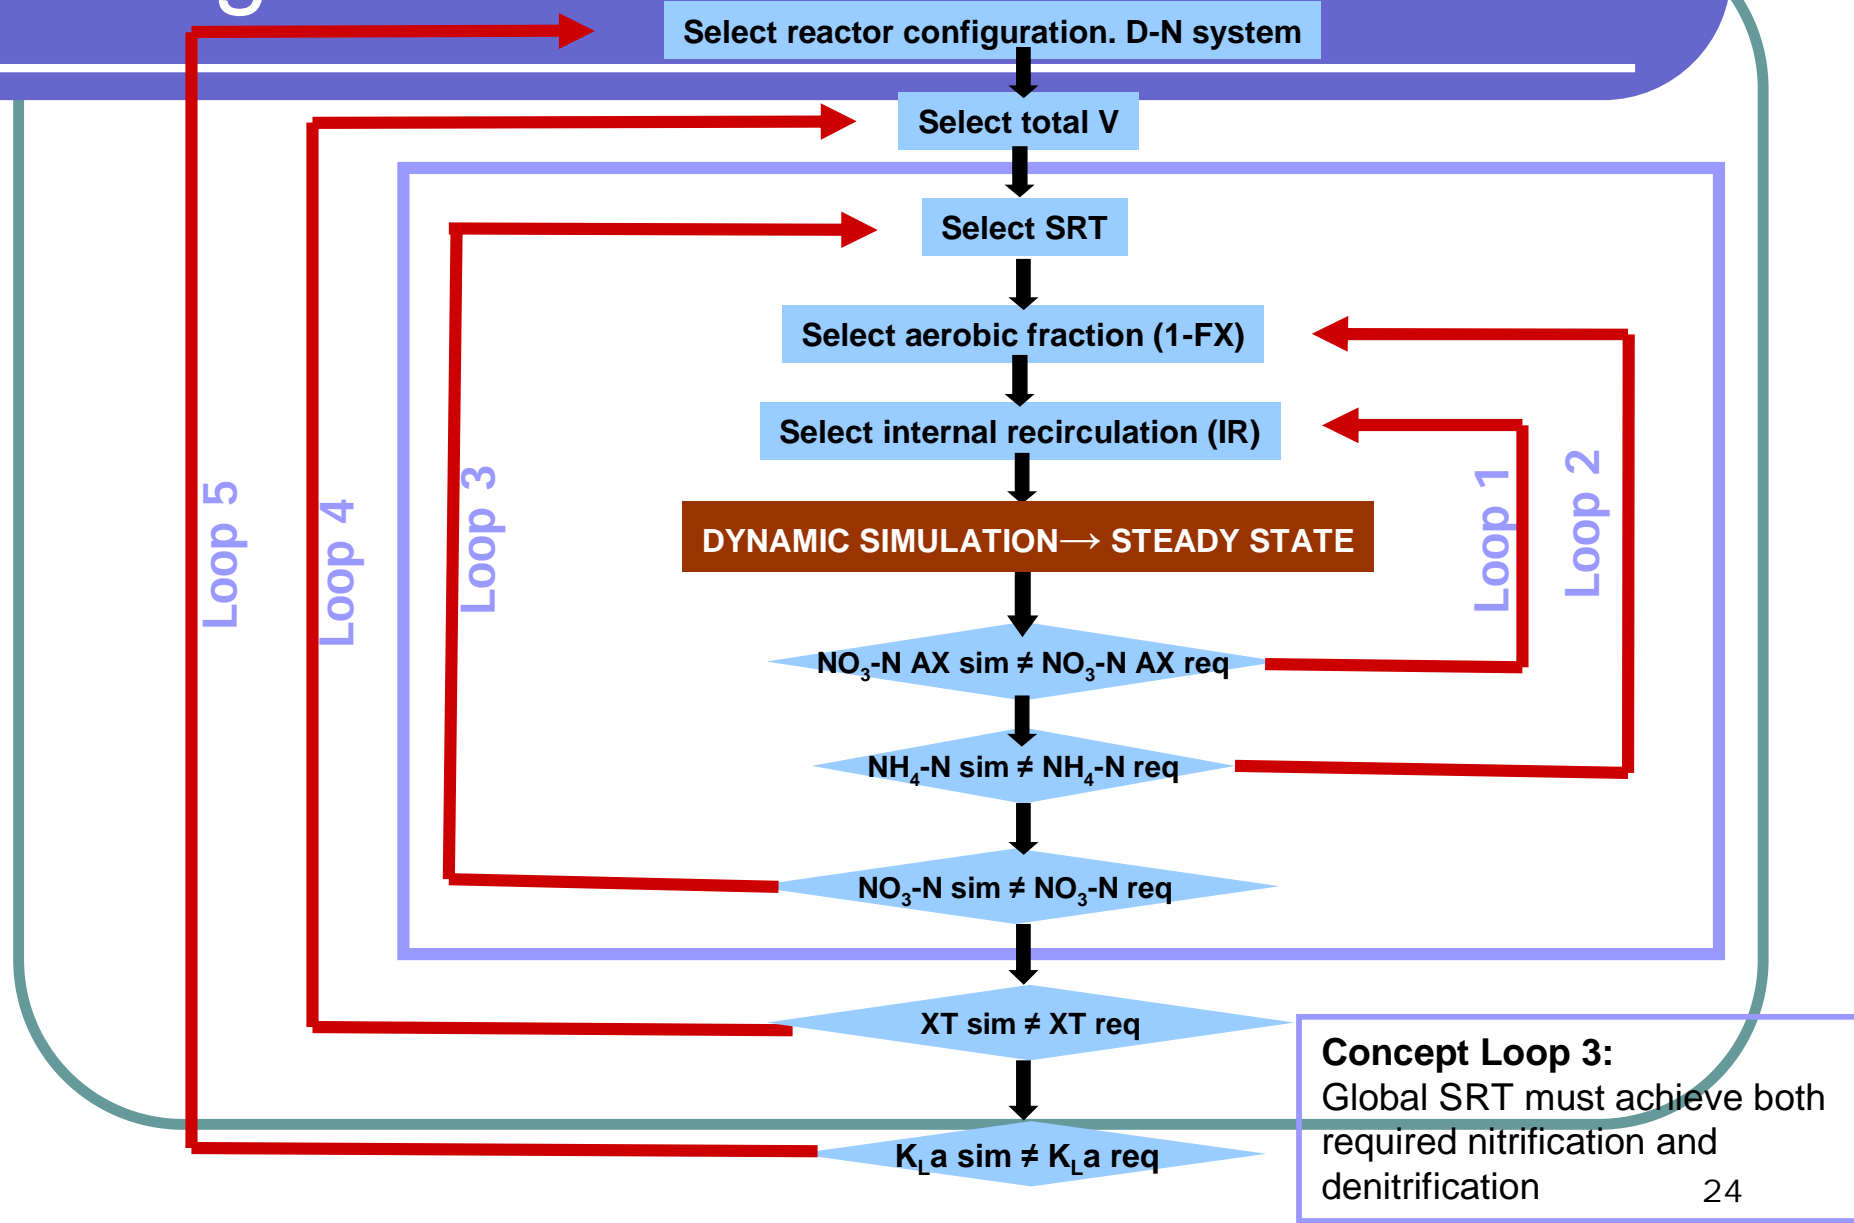 Select reactor configuration. D-N system
Select total V
Select SRT
Select aerobic fraction (1-FX)
Select internal recirculation (IR)
DYNAMIC SIMULATION→ STEADY STATE
Loop 5
Loop 4
Loop 3
Loop 1
Loop 2
NO₃-N AX sim ≠ NO₃-N AX req
NH₄-N sim ≠ NH₄-N req
NO₃-N sim ≠ NO₃-N req
XT sim ≠ XT req
K_La sim ≠ K_La req
Concept Loop 3:
Global SRT must achieve both
required nitrification and
denitrification
24